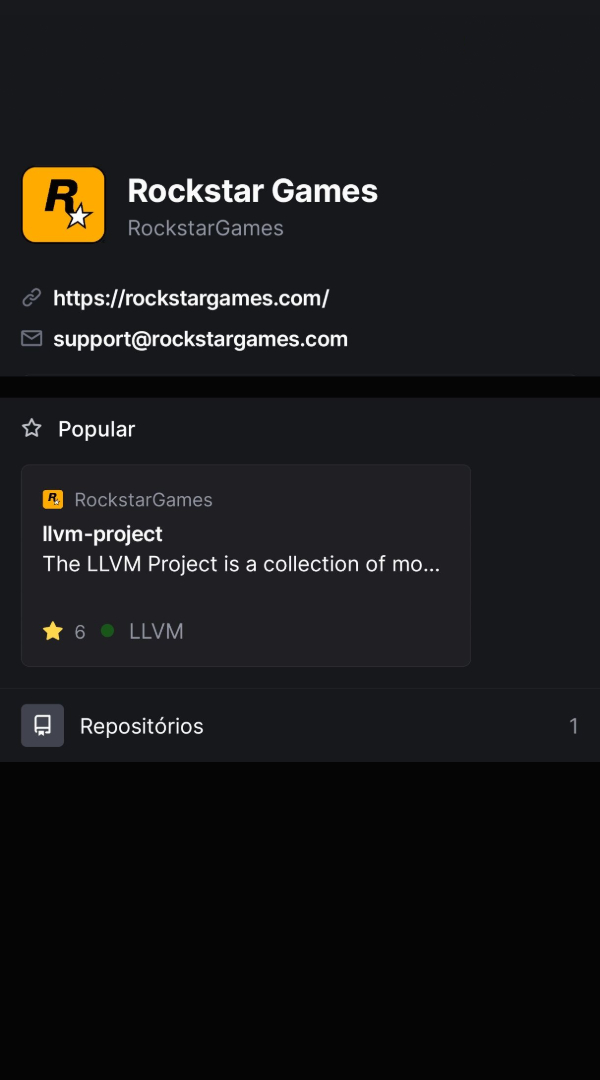 Rockstar Games
RockstarGames
https://rockstargames.com/
support@rockstargames.com
Popular
RockstarGames
llvm-project
The LLVM Project is a collection of mo...
6 LLVM
Repositórios 1